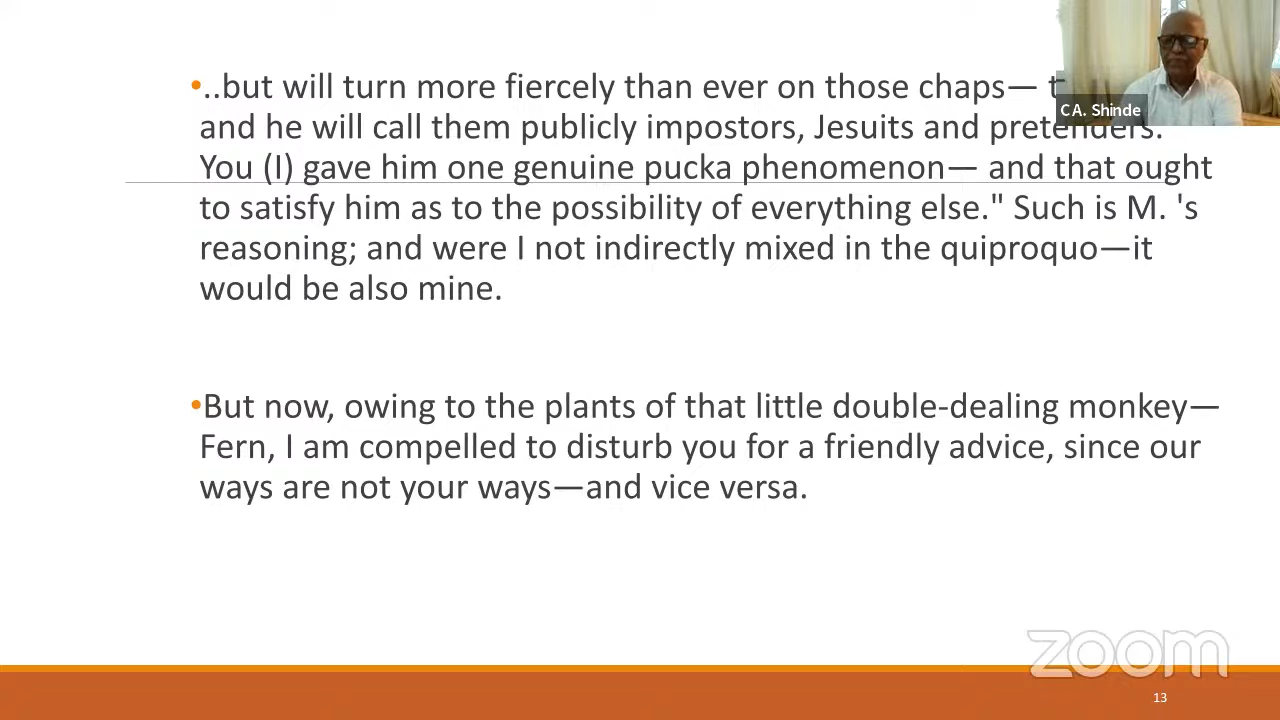 •..but will turn more fiercely than ever on those chaps—
and he will call them publicly impostors, Jesuits and pretenders.
You (I) gave him one genuine pucka phenomenon— and that ought
to satisfy him as to the possibility of everything else." Such is M. 's
reasoning; and were I not indirectly mixed in the quiproquo—it
would be also mine.
•But now, owing to the plants of that little double-dealing monkey—
Fern, I am compelled to disturb you for a friendly advice, since our
ways are not your ways—and vice versa.
C A. Shinde
zoom
13